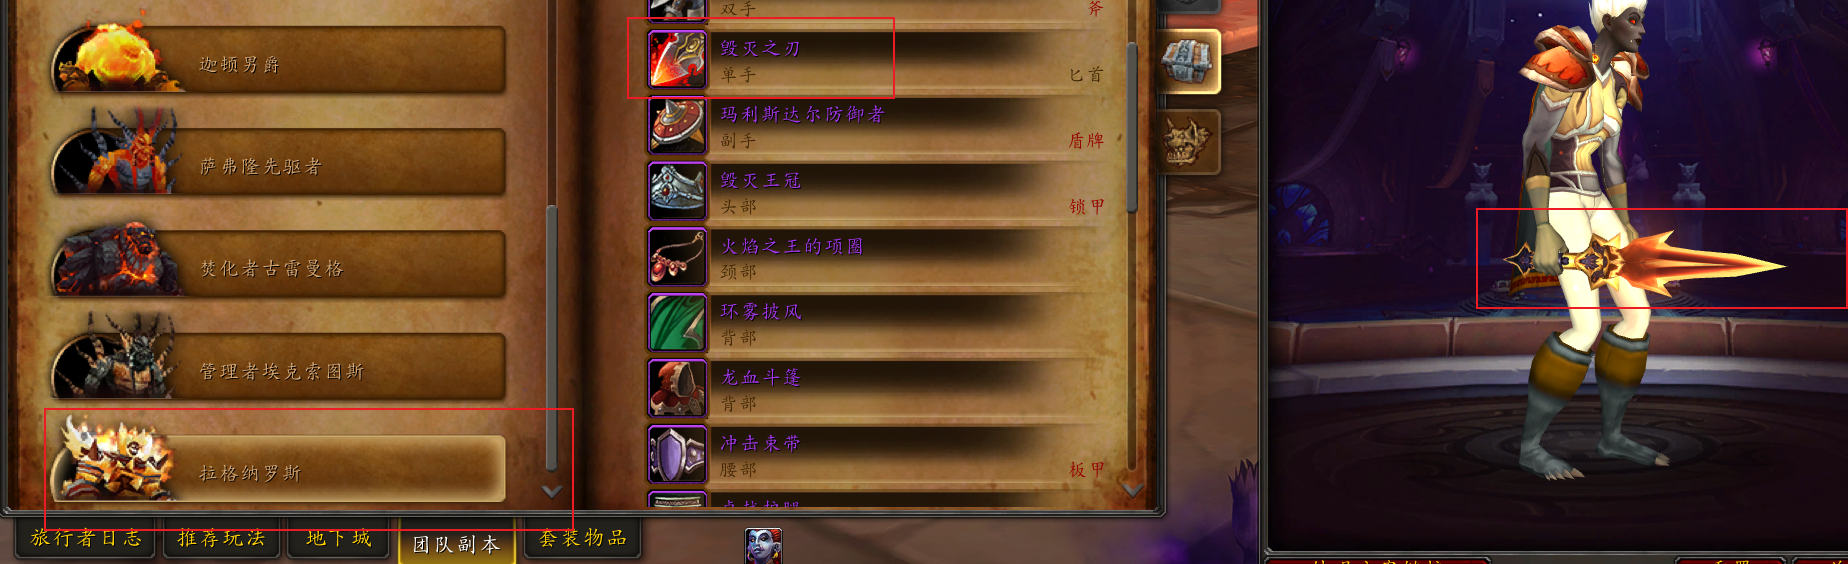 迦顿男爵
萨弗隆先驱者
焚化者古雷曼格
管理者埃克索图斯
拉格纳罗斯
双手 斧
毁灭之刃
单手 匕首
玛利斯达尔防御者
副手 盾牌
毁灭王冠
头部 锁甲
火焰之王的项圈
颈部
环雾披风
背部
龙血斗篷
背部
冲击束带
腰部 板甲
旅行者日志 推荐玩法 地下城 团队副本 套装物品